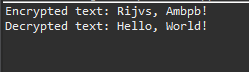 Encrypted text: Rijvs, Ambpb!
Decrypted text: Hello, World!